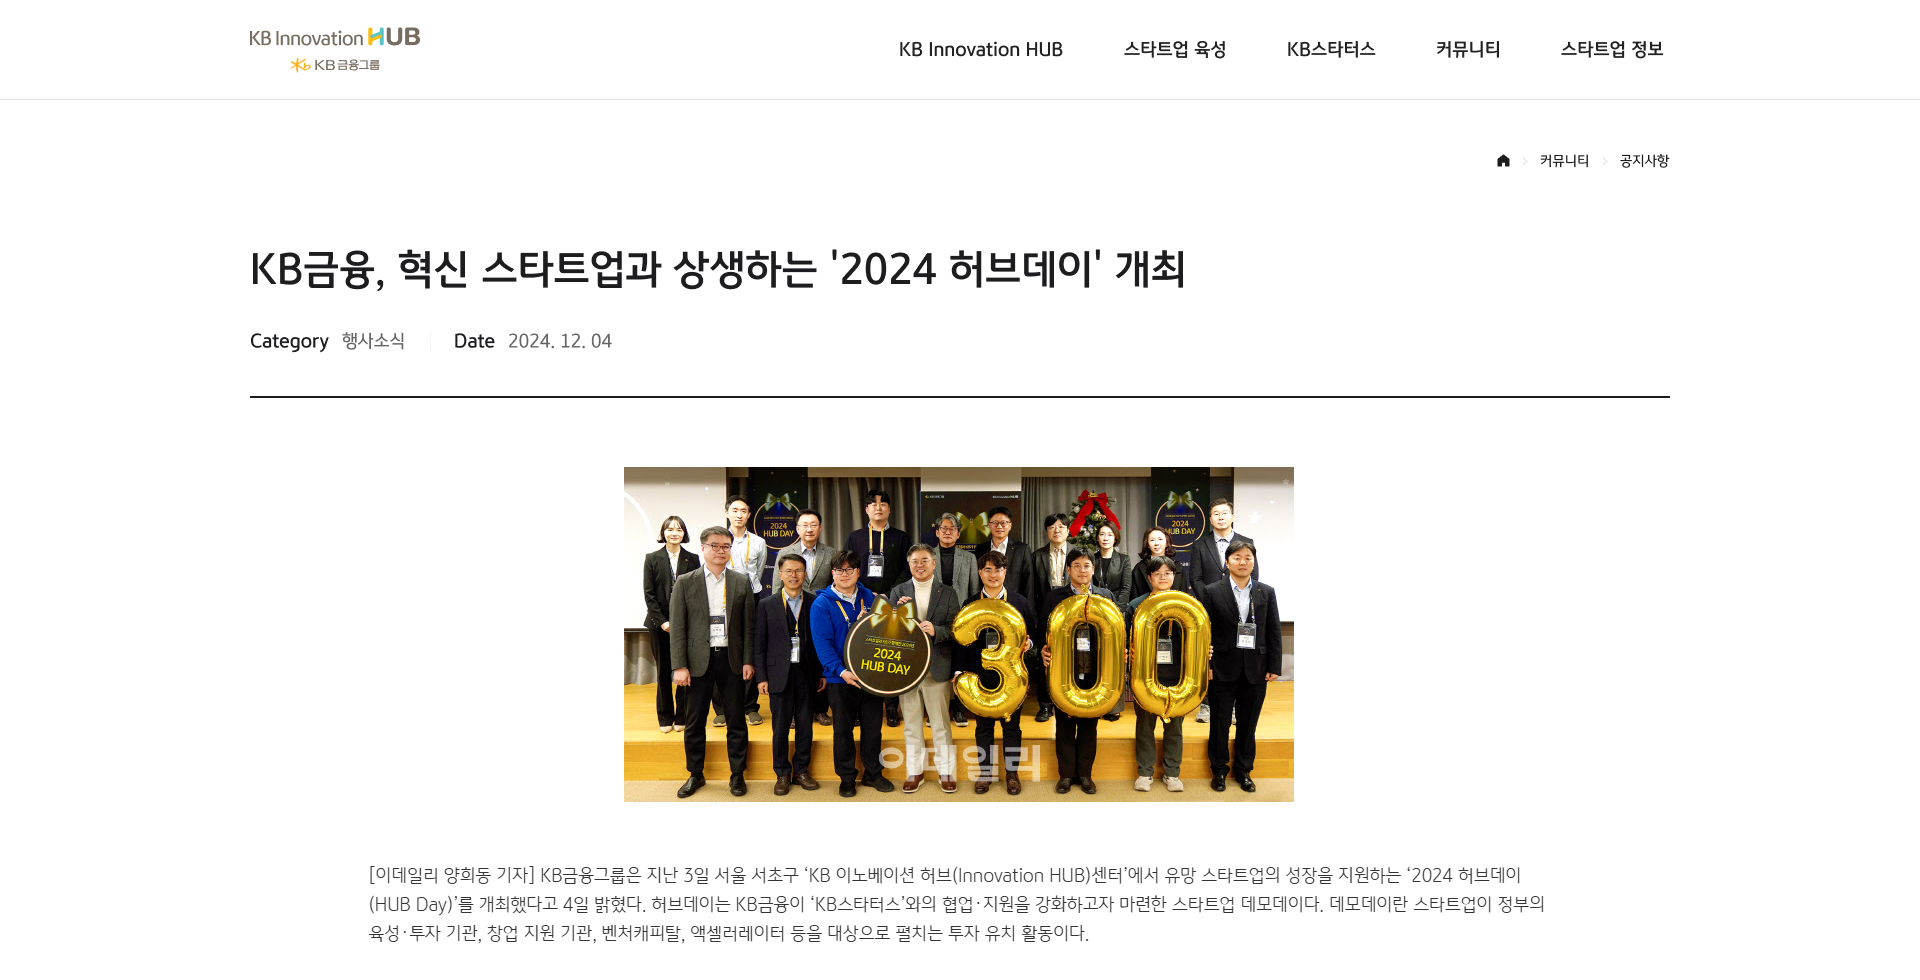 KB Innovation HUB
KB 금융그룹
KB Innovation HUB
스타트업 육성
KB스타터스
커뮤니티
스타트업 정보
커뮤니티
공지사항
KB금융, 혁신 스타트업과 상생하는 '2024 허브데이' 개최
Category 행사소식
Date 2024. 12. 04
2024
HUB DAY
2024
HUB DAY
2024
HUB DAY
300
이데일리
[이데일리 양희동 기자] KB금융그룹은 지난 3일 서울 서초구 ‘KB 이노베이션 허브(Innovation HUB)센터’에서 유망 스타트업의 성장을 지원하는 ‘2024 허브데이
(HUB Day)’를 개최했다고 4일 밝혔다. 허브데이는 KB금융이 ‘KB스타터스’와의 협업·지원을 강화하고자 마련한 스타트업 데모데이다. 데모데이란 스타트업이 정부의
육성·투자 기관, 창업 지원 기관, 벤처캐피탈, 액셀러레이터 등을 대상으로 펼치는 투자 유치 활동이다.